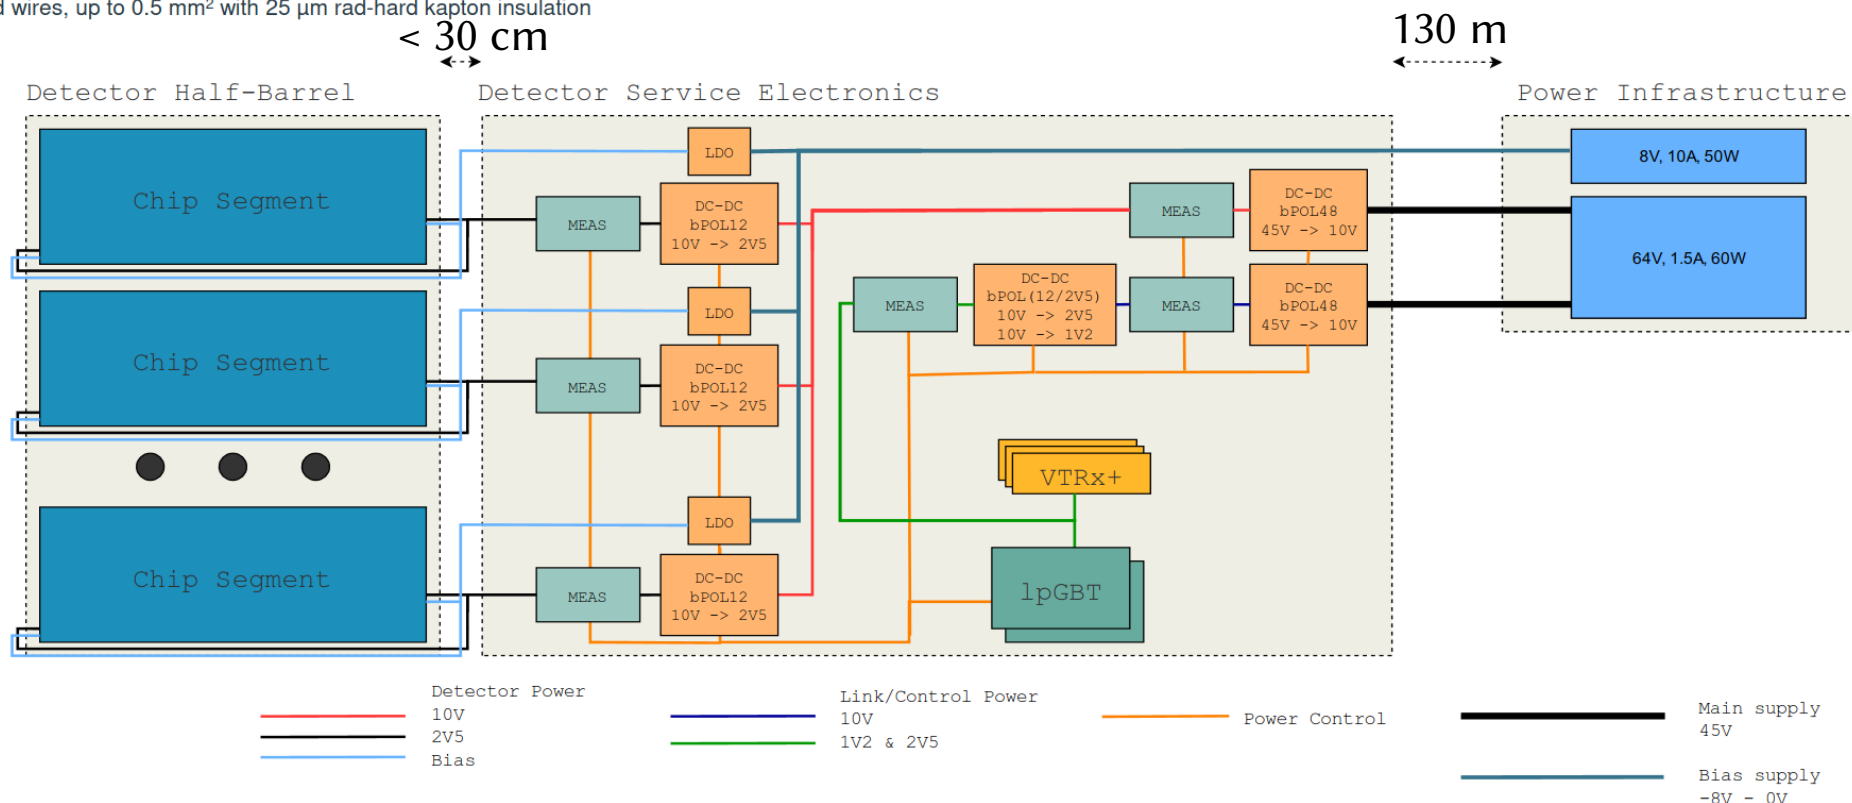 wires, up to 0.5 mm² with 25 µm rad-hard kapton insulation
< 30 cm
130 m
Detector Half-Barrel
Detector Service Electronics
Power Infrastructure
Chip Segment
LDO
MEAS
DC-DC
bPOL12
10V -> 2V5
MEAS
DC-DC
bPOL48
45V -> 10V
8V, 10A, 50W
64V, 1.5A, 60W
MEAS
DC-DC
bPOL(12/2V5)
10V -> 2V5
10V -> 1V2
MEAS
DC-DC
bPOL48
45V -> 10V
Chip Segment
LDO
MEAS
DC-DC
bPOL12
10V -> 2V5
VTRx+
lpGBT
Chip Segment
LDO
MEAS
DC-DC
bPOL12
10V -> 2V5
Detector Power
10V
2V5
Bias
Link/Control Power
10V
1V2 & 2V5
Power Control
Main supply
45V
Bias supply
-8V - 0V